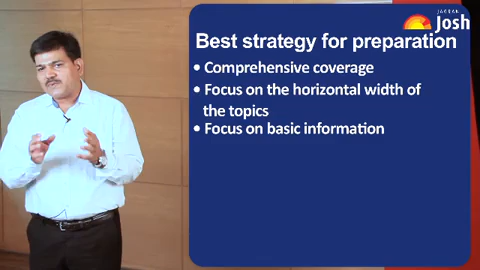 JAGRAN
Josh
Best strategy for preparation
• Comprehensive coverage
• Focus on the horizontal width of
the topics
• Focus on basic information